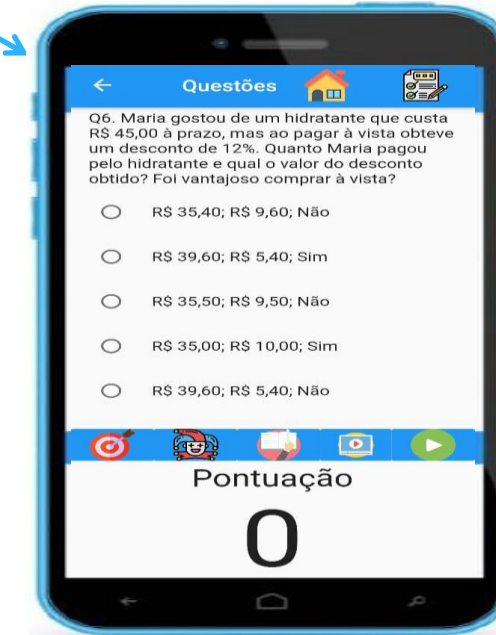 Questões
Q6. Maria gostou de um hidratante que custa
R$ 45,00 à prazo, mas ao pagar à vista obteve
um desconto de 12%. Quanto Maria pagou
pelo hidratante e qual o valor do desconto
obtido? Foi vantajoso comprar à vista?
R$ 35,40; R$ 9,60; Não
R$ 39,60; R$ 5,40; Sim
R$ 35,50; R$ 9,50; Não
R$ 35,00; R$ 10,00; Sim
R$ 39,60; R$ 5,40; Não
Pontuação
0